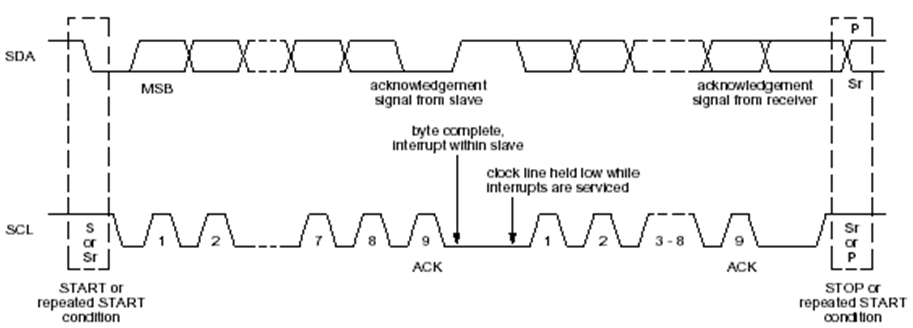 P
SDA
MSB
acknowledgement
signal from slave
acknowledgement
signal from receiver
Sr
byte complete,
interrupt within slave
clock line held low while
interrupts are serviced
SCL
S
or
Sr
1
2
7
8
9
1
2
3 - 8
9
Sr
or
P
ACK
ACK
START or
repeated START
condition
STOP or
repeated START
condition